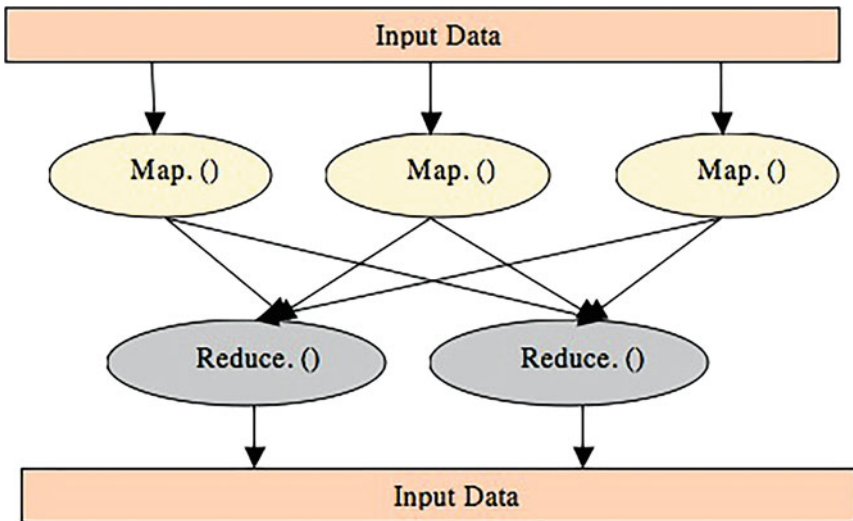 Input Data
Map. ()
Map. ()
Map. ()
Reduce. ()
Reduce. ()
Input Data